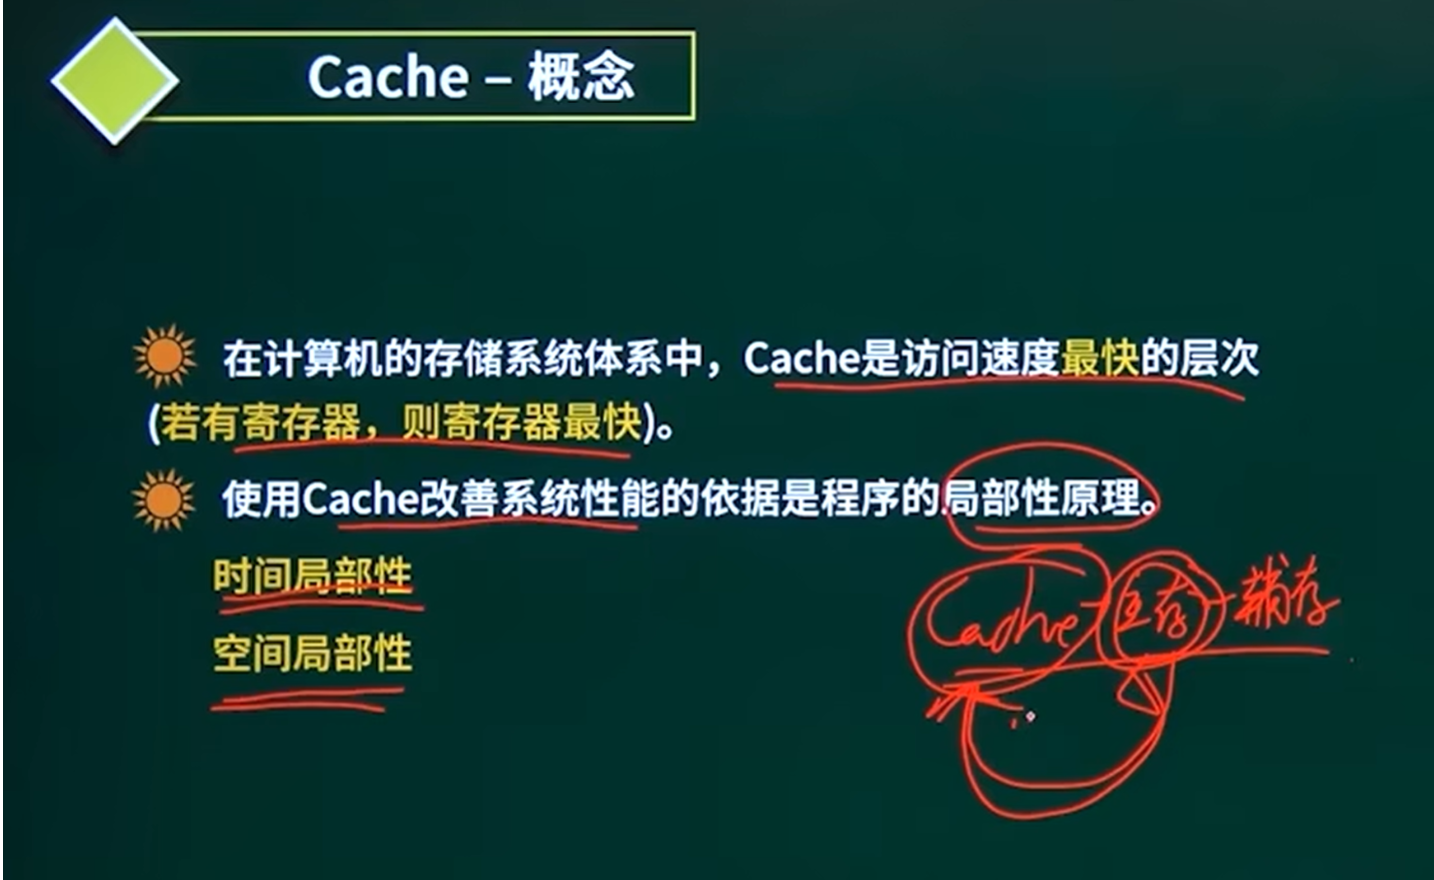 Cache – 概念
在计算机的存储系统体系中，Cache是访问速度最快的层次
(若有寄存器，则寄存器最快)。
使用Cache改善系统性能的依据是程序的局部性原理。
时间局部性
Cache 主存 辅存
空间局部性